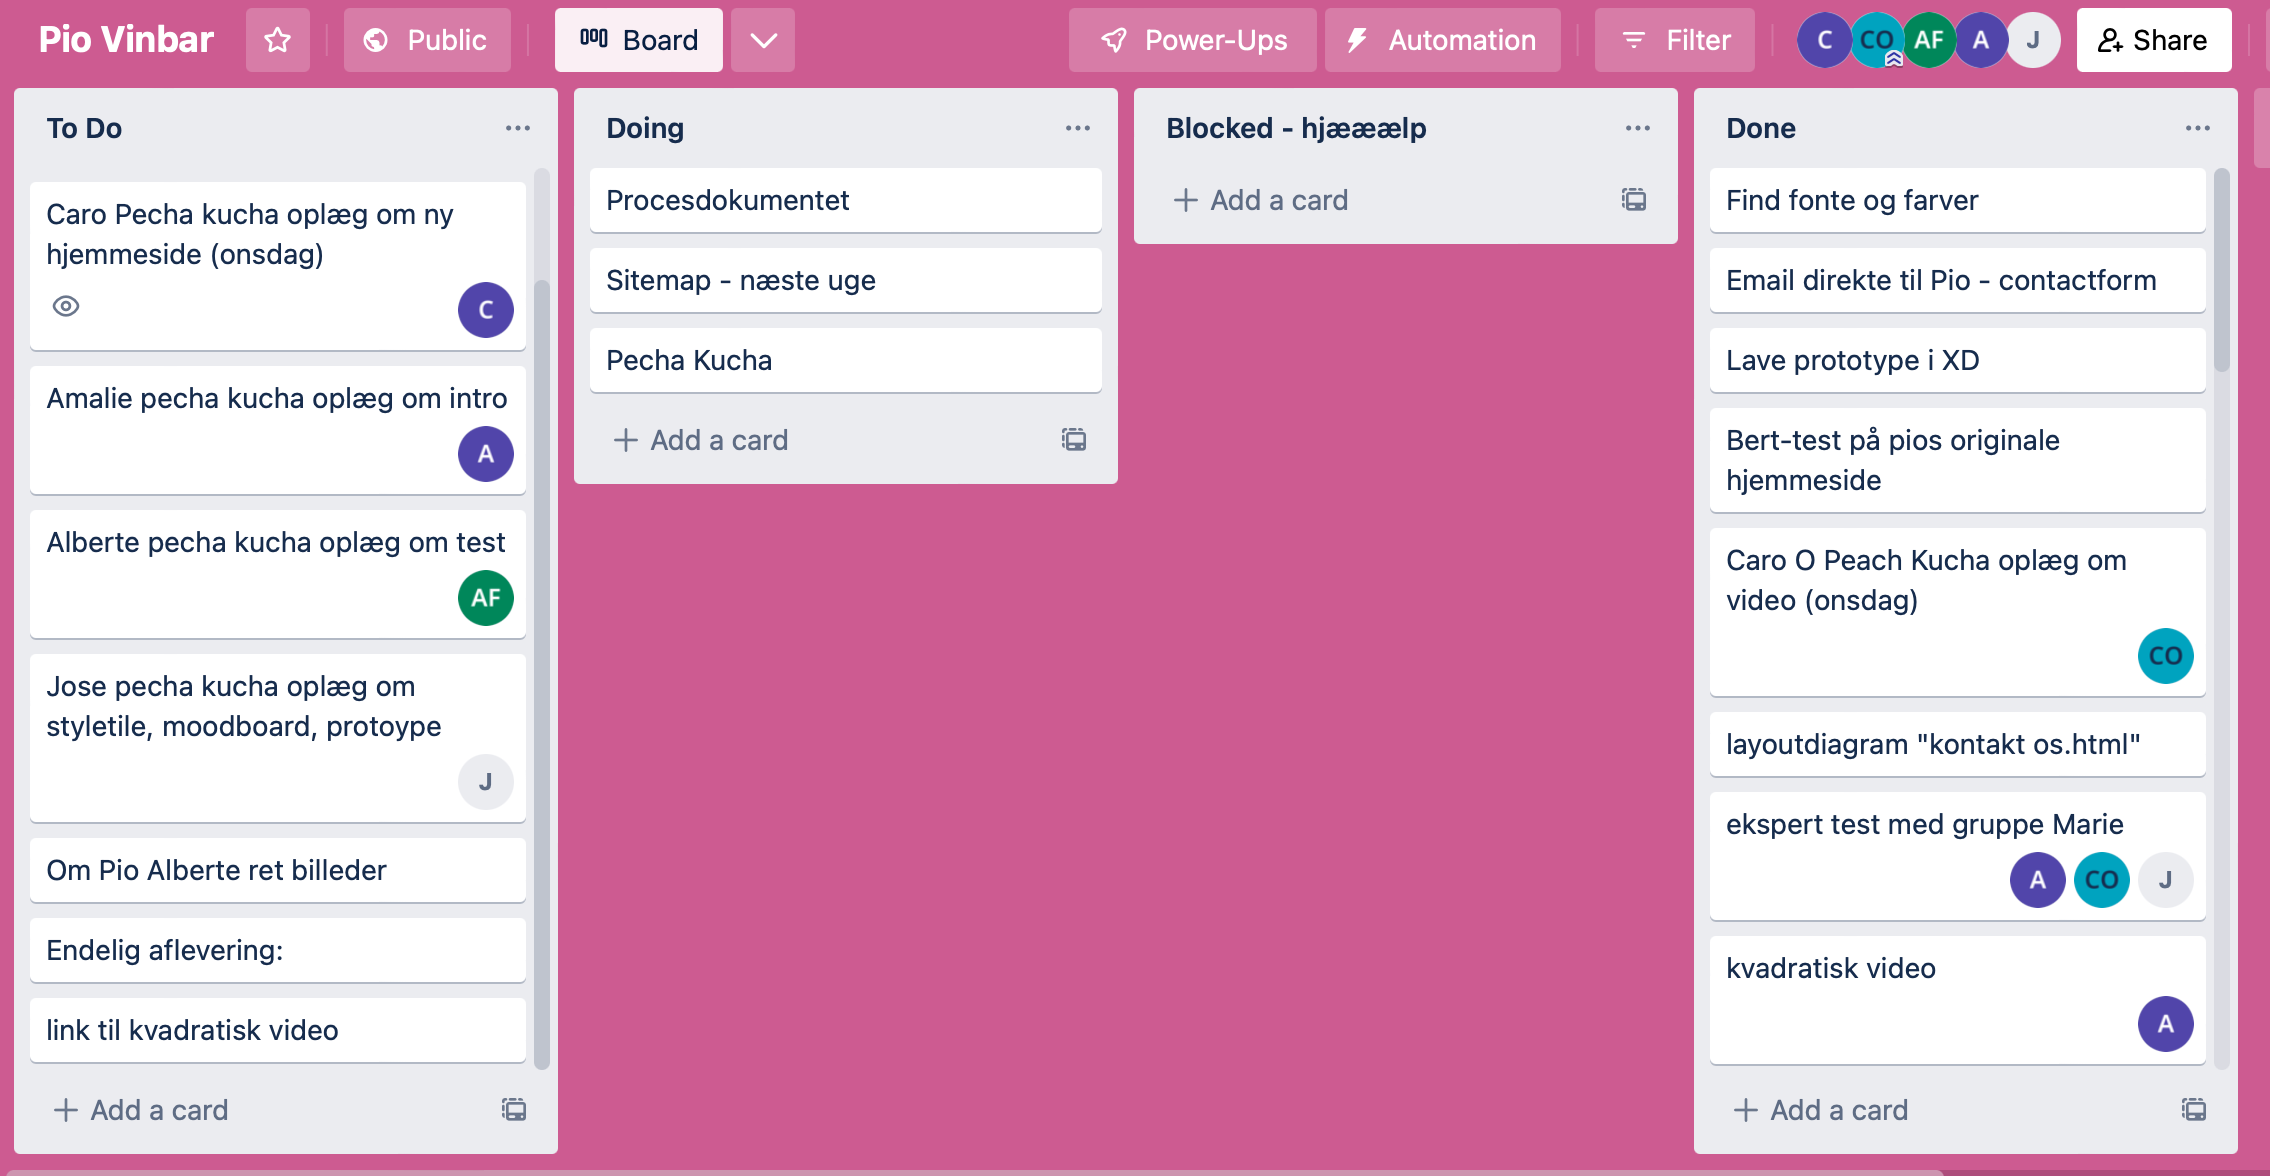 Pio Vinbar
Public
Board
Power-Ups
Automation
Filter
C
CO
AF
A
J
Share
To Do
Caro Pecha kucha oplæg om ny
hjemmeside (onsdag)
C
Amalie pecha kucha oplæg om intro
A
Alberte pecha kucha oplæg om test
AF
Jose pecha kucha oplæg om
styletile, moodboard, protoype
J
Om Pio Alberte ret billeder
Endelig aflevering:
link til kvadratisk video
Add a card
Doing
Procesdokumentet
Sitemap - næste uge
Pecha Kucha
Add a card
Blocked - hjæææælp
Add a card
Done
Find fonte og farver
Email direkte til Pio - contactform
Lave prototype i XD
Bert-test på pios originale
hjemmeside
Caro O Peach Kucha oplæg om
video (onsdag)
CO
layoutdiagram "kontakt os.html"
ekspert test med gruppe Marie
A CO J
kvadratisk video
A
Add a card